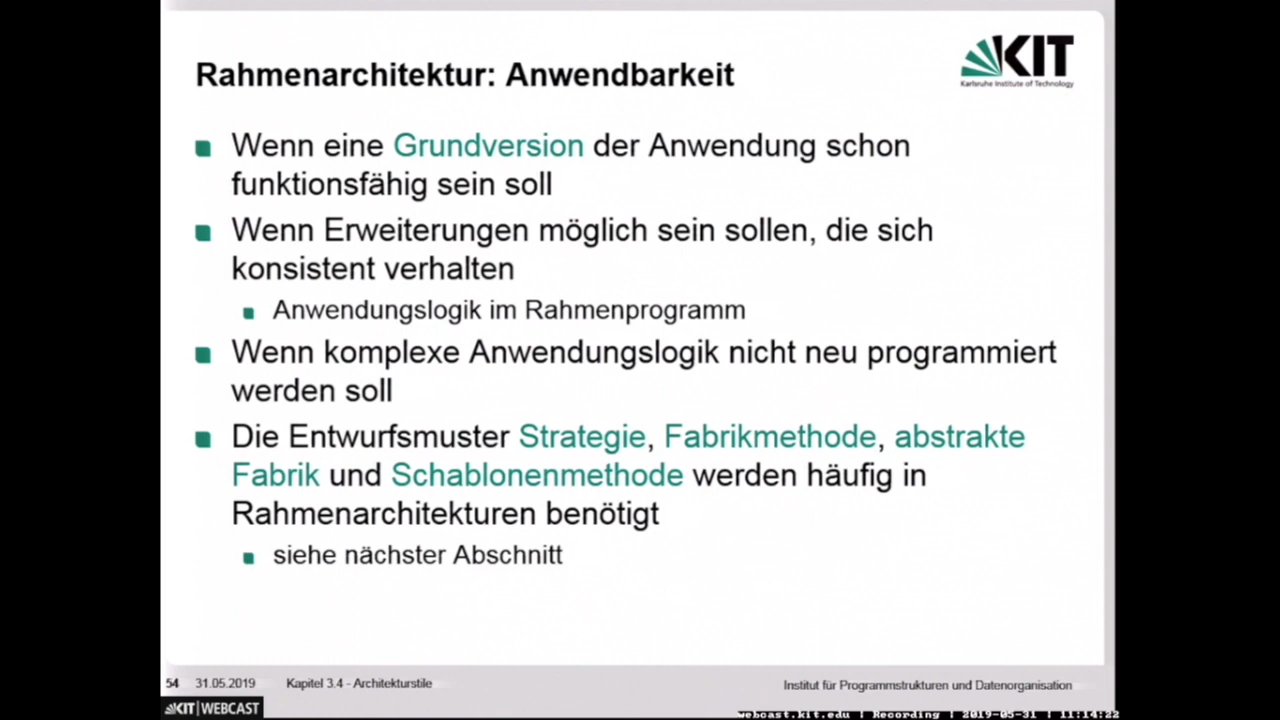 Rahmenarchitektur: Anwendbarkeit
KIT
Karlsruhe Institute of Technology
Wenn eine Grundversion der Anwendung schon
funktionsfähig sein soll
Wenn Erweiterungen möglich sein sollen, die sich
konsistent verhalten
Anwendungslogik im Rahmenprogramm
Wenn komplexe Anwendungslogik nicht neu programmiert
werden soll
Die Entwurfsmuster Strategie, Fabrikmethode, abstrakte
Fabrik und Schablonenmethode werden häufig in
Rahmenarchitekturen benötigt
siehe nächster Abschnitt
54 31.05.2019 Kapitel 3.4 - Architekturstile Institut für Programmstrukturen und Datenorganisation
KIT | WEBCAST
webcast.kit.edu | Recording | 2019-05-31 | 11:14:22